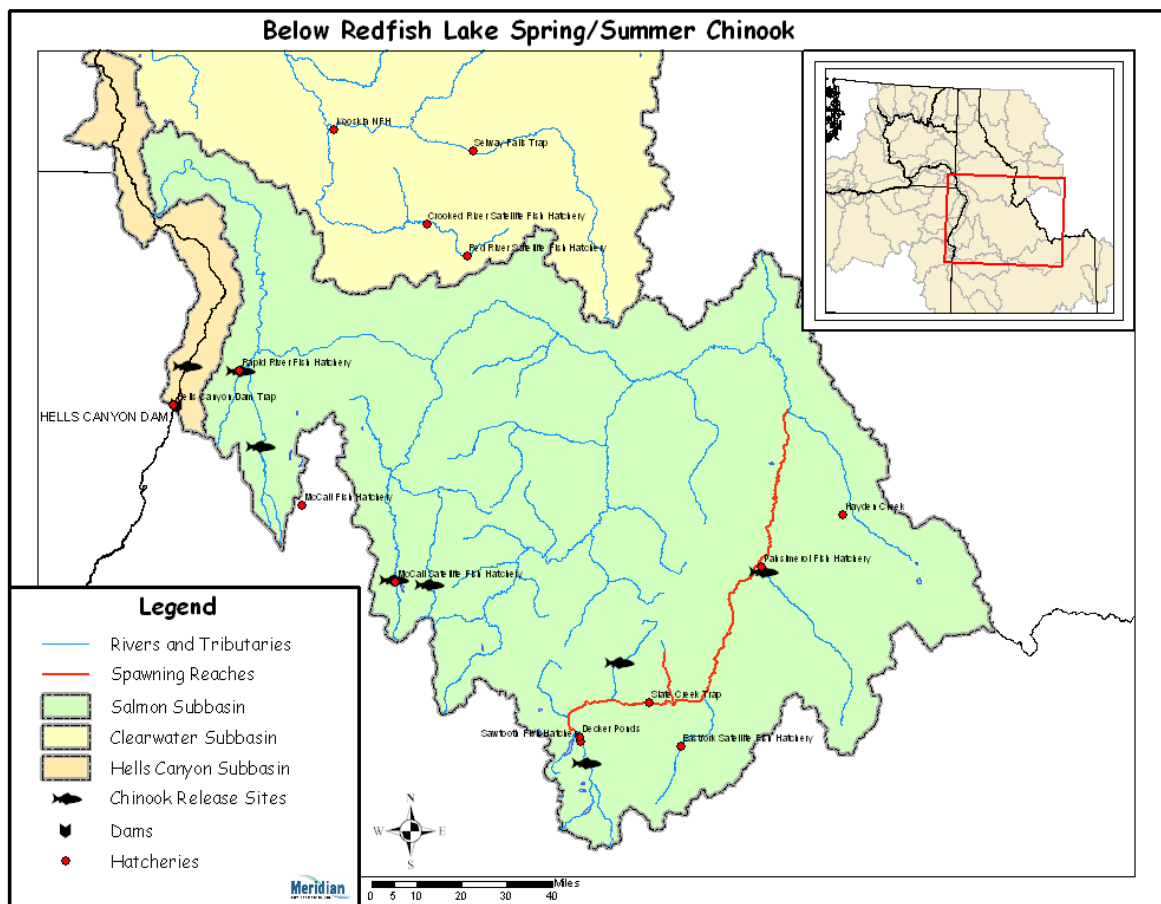 Below Redfish Lake Spring/Summer Chinook
Kooskia NFH
Selway Falls Trap
Crooked River Satellite Fish Hatchery
Red River Satellite Fish Hatchery
Rapid River Fish Hatchery
Hells Canyon Dam Trap
HELLS CANYON DAM
McCall Fish Hatchery
Hayden Creek
Pahsimeroi Fish Hatchery
McCall Satellite Fish Hatchery
Slate Creek Trap
Sawtooth Fish Hatchery
Decker Ponds
Eastfork Satellite Fish Hatchery
Legend
Rivers and Tributaries
Spawning Reaches
Salmon Subbasin
Clearwater Subbasin
Hells Canyon Subbasin
Chinook Release Sites
Dams
Hatcheries
Meridian
N
W E
S
Miles
0 5 10 20 30 40